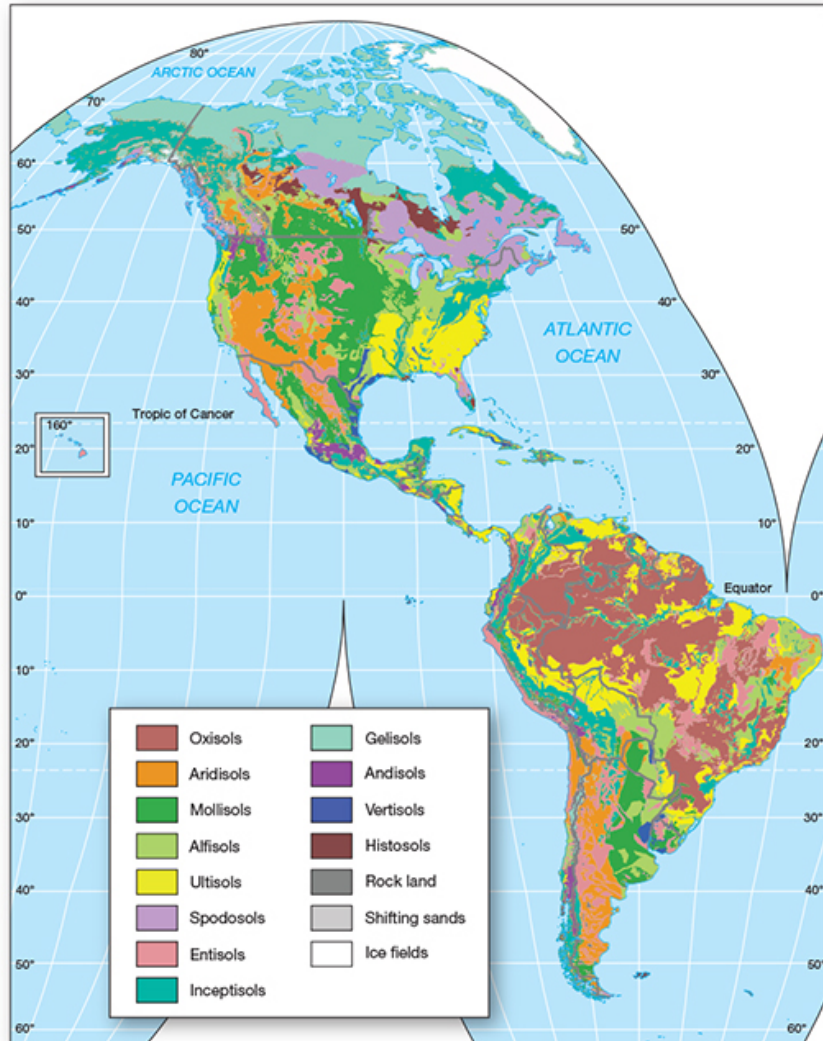 80°
ARCTIC OCEAN
70°
60°
50°
50°
40°
40°
ATLANTIC
OCEAN
30°
30°
Tropic of Cancer
160°
20°
20°
PACIFIC
OCEAN
10°
10°
Equator
0°
0°
10°
10°
20°
20°
30°
30°
40°
40°
50°
50°
60°
60°
Oxisols
Aridisols
Mollisols
Alfisols
Ultisols
Spodosols
Entisols
Inceptisols
Gelisols
Andisols
Vertisols
Histosols
Rock land
Shifting sands
Ice fields